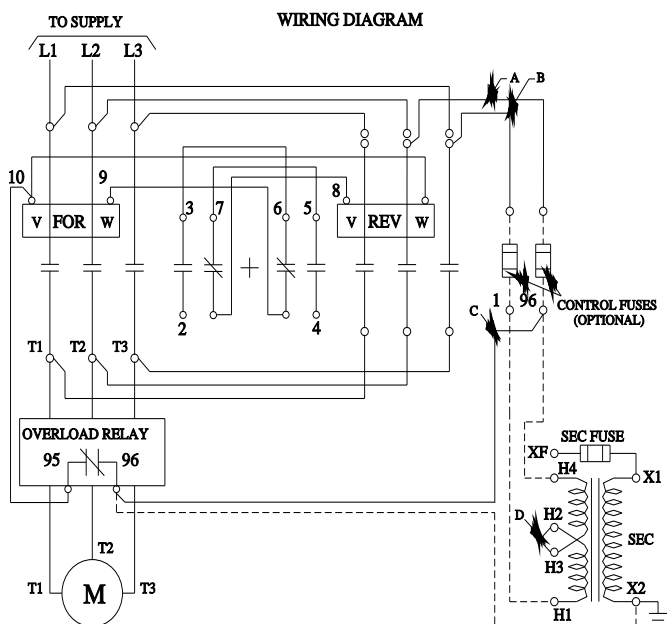 WIRING DIAGRAM
TO SUPPLY
L1 L2 L3
A B
10 9 8
3 7 6 5
V FOR W V REV W
2 4
1 96
C
CONTROL FUSES
(OPTIONAL)
T1 T2 T3
OVERLOAD RELAY
95 96
SEC FUSE
XF
H4 X1
D H2
SEC
H3
T2
T1 M T3
X2
H1